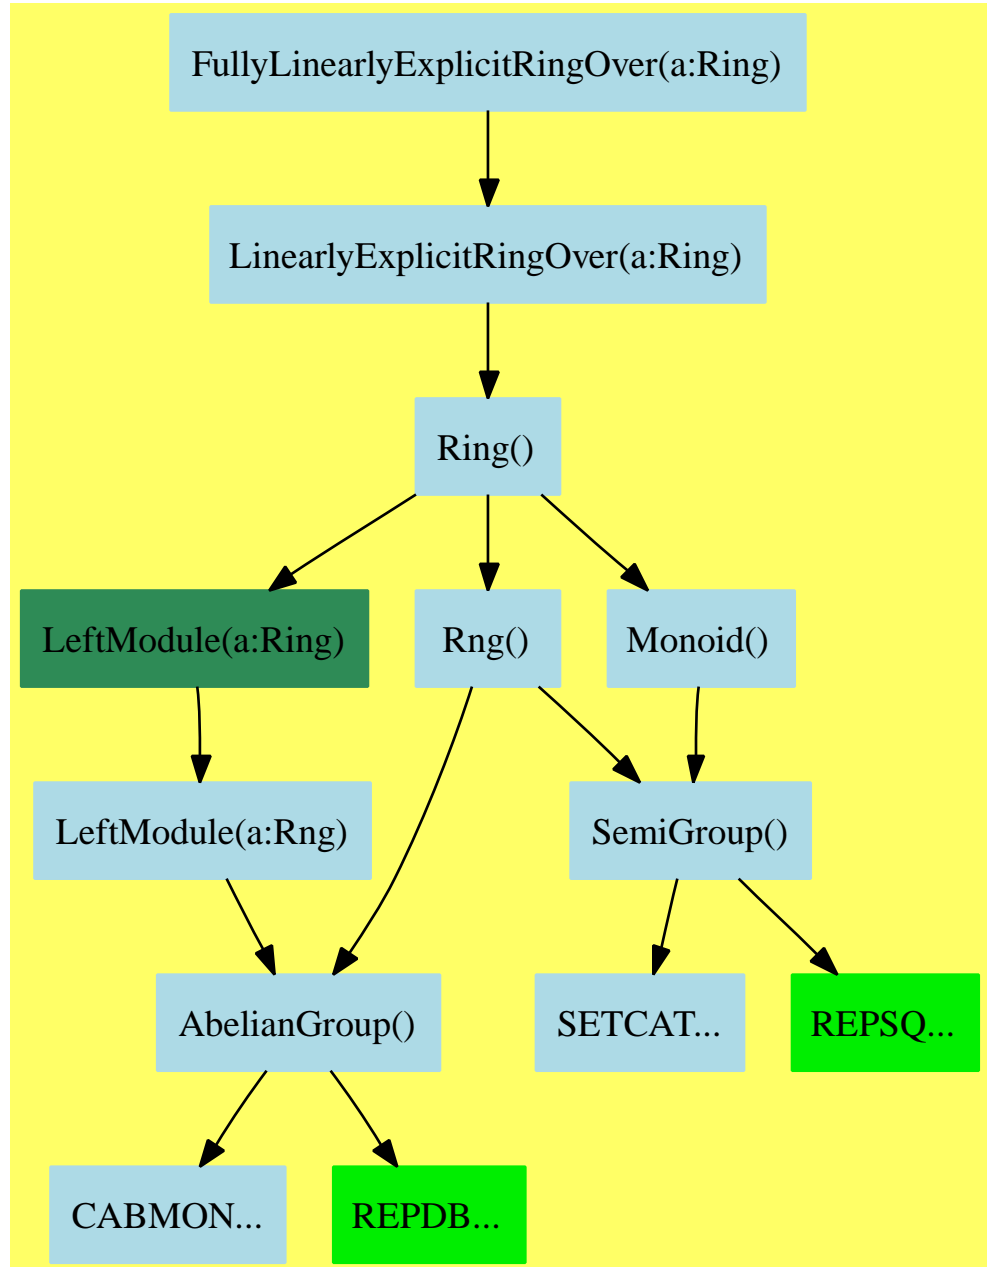 FullyLinearlyExplicitRingOver(a:Ring)
LinearlyExplicitRingOver(a:Ring)
Ring()
LeftModule(a:Ring)
Rng()
Monoid()
LeftModule(a:Rng)
SemiGroup()
AbelianGroup()
SETCAT...
REPSQ...
CABMON...
REPDB...